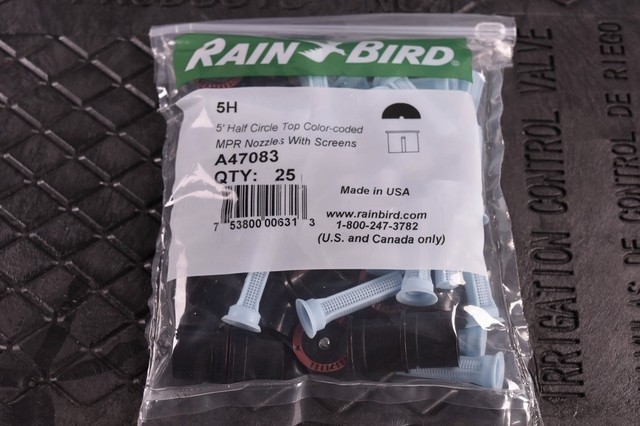 RAIN BIRD®
5H
5' Half Circle Top Color-coded
MPR Nozzles With Screens
A47083
QTY: 25
Made in USA
7 53800 00631 3
www.rainbird.com
1-800-247-3782
(U.S. and Canada only)
IRRIGATION CONTROL VALVE
DE CONTROL DE RIEGO